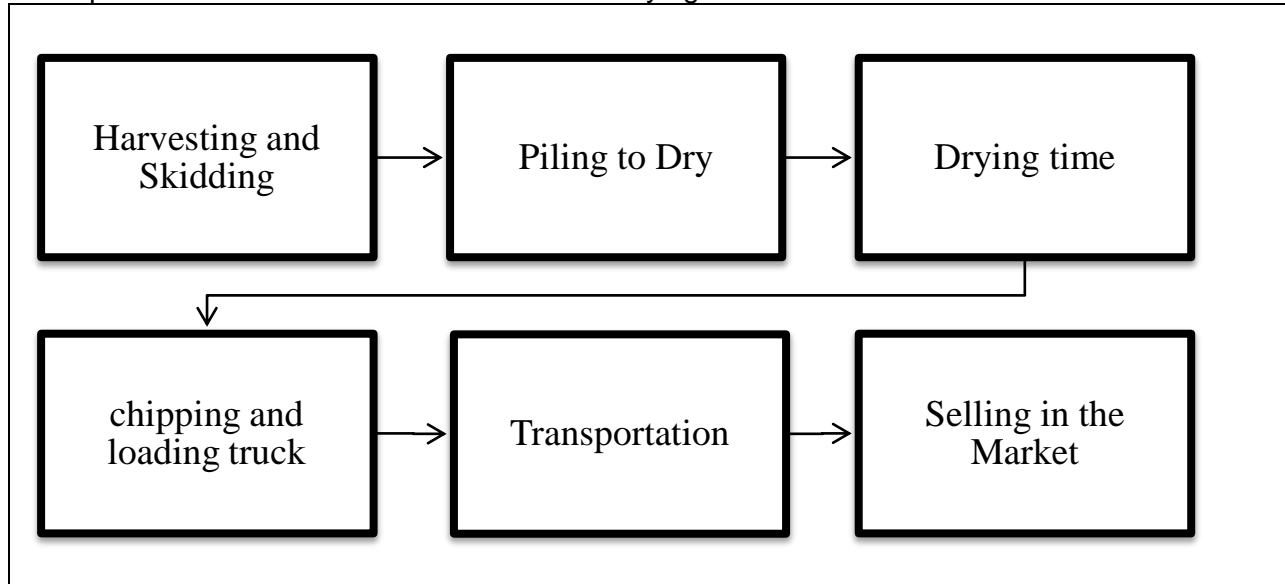 Harvesting and
Skidding
Piling to Dry
Drying time
chipping and
loading truck
Transportation
Selling in the
Market